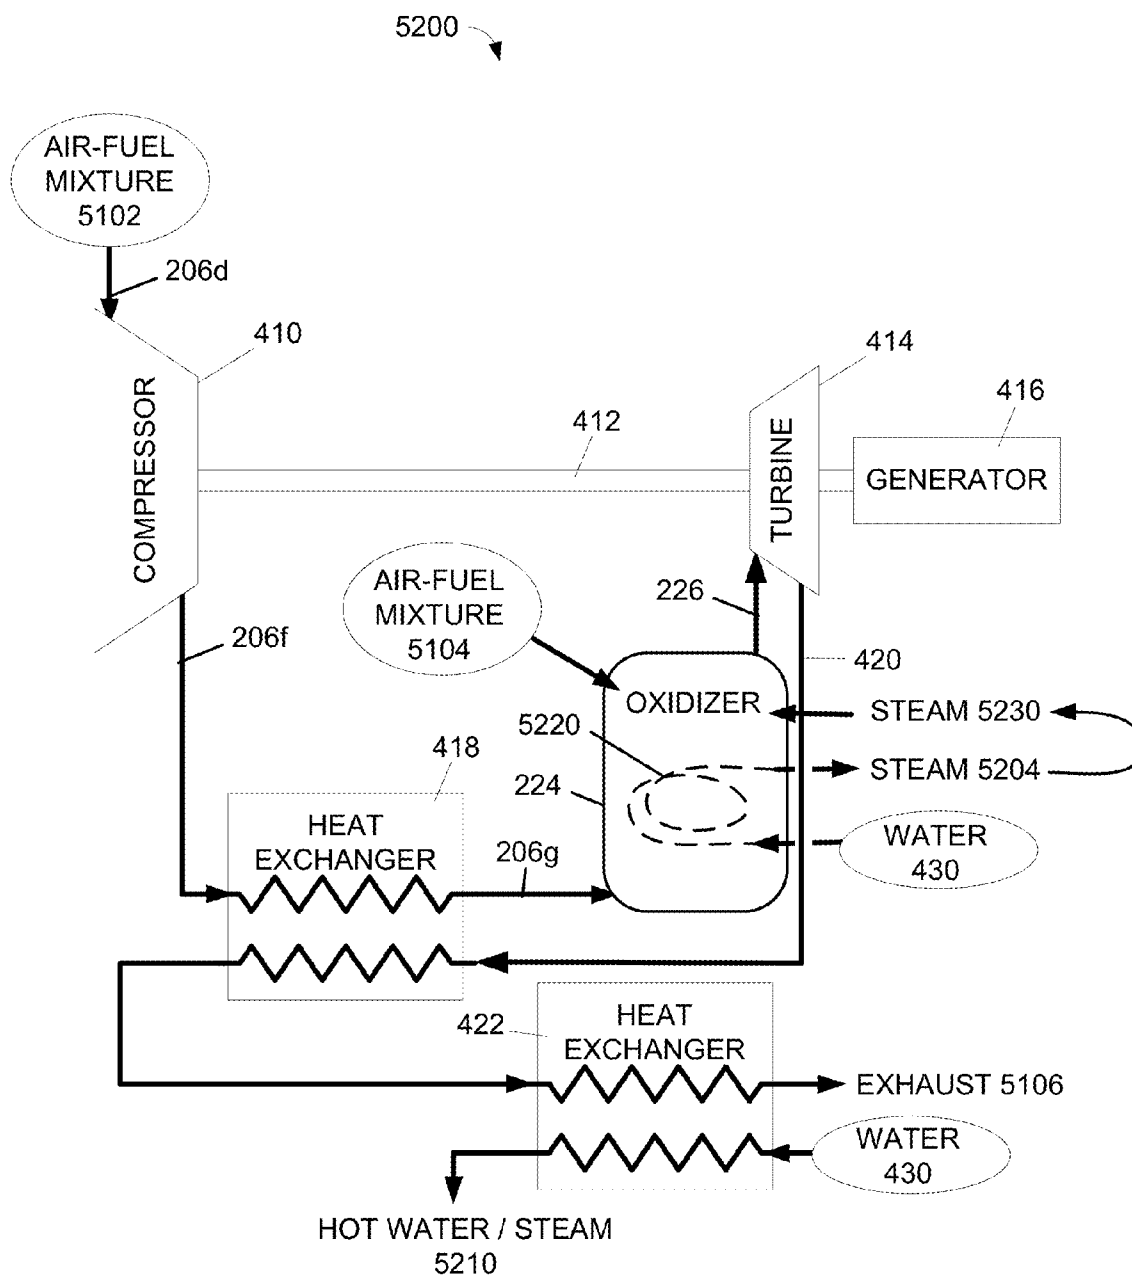 5200
AIR-FUEL
MIXTURE
5102
206d
410
COMPRESSOR
412
414
TURBINE
416
GENERATOR
AIR-FUEL
MIXTURE
5104
226
206f
420
OXIDIZER
STEAM 5230
5220
STEAM 5204
418
224
HEAT
EXCHANGER
206g
WATER
430
422
HEAT
EXCHANGER
EXHAUST 5106
WATER
430
HOT WATER / STEAM
5210